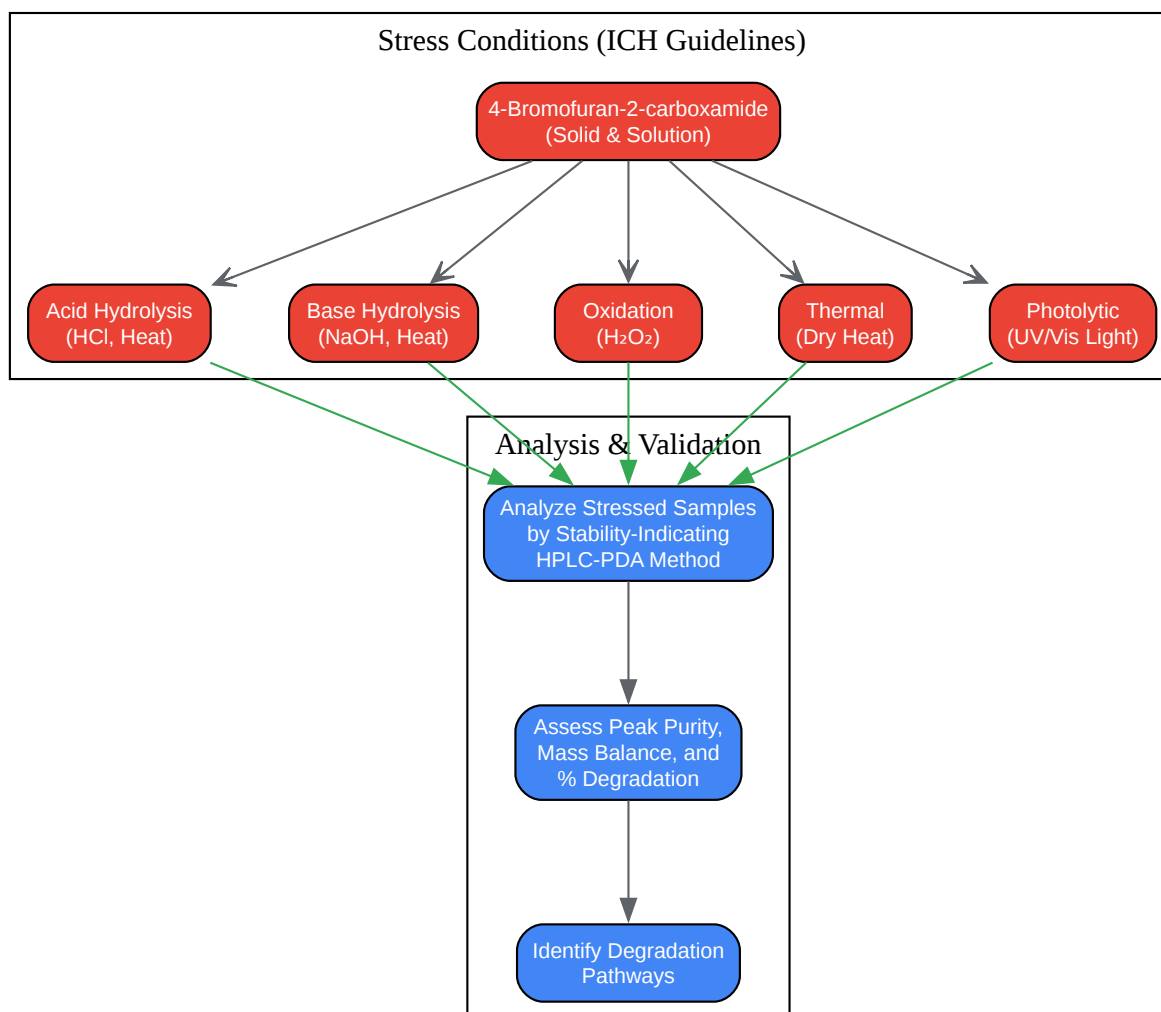 Stress Conditions (ICH Guidelines)
4-Bromofuran-2-carboxamide
(Solid & Solution)
Acid Hydrolysis
(HCl, Heat)
Base Hydrolysis
(NaOH, Heat)
Oxidation
(H₂O₂)
Thermal
(Dry Heat)
Photolytic
(UV/Vis Light)
Analysis & Validation
Analyze Stressed Samples
by Stability-Indicating
HPLC-PDA Method
Assess Peak Purity,
Mass Balance, and
% Degradation
Identify Degradation
Pathways